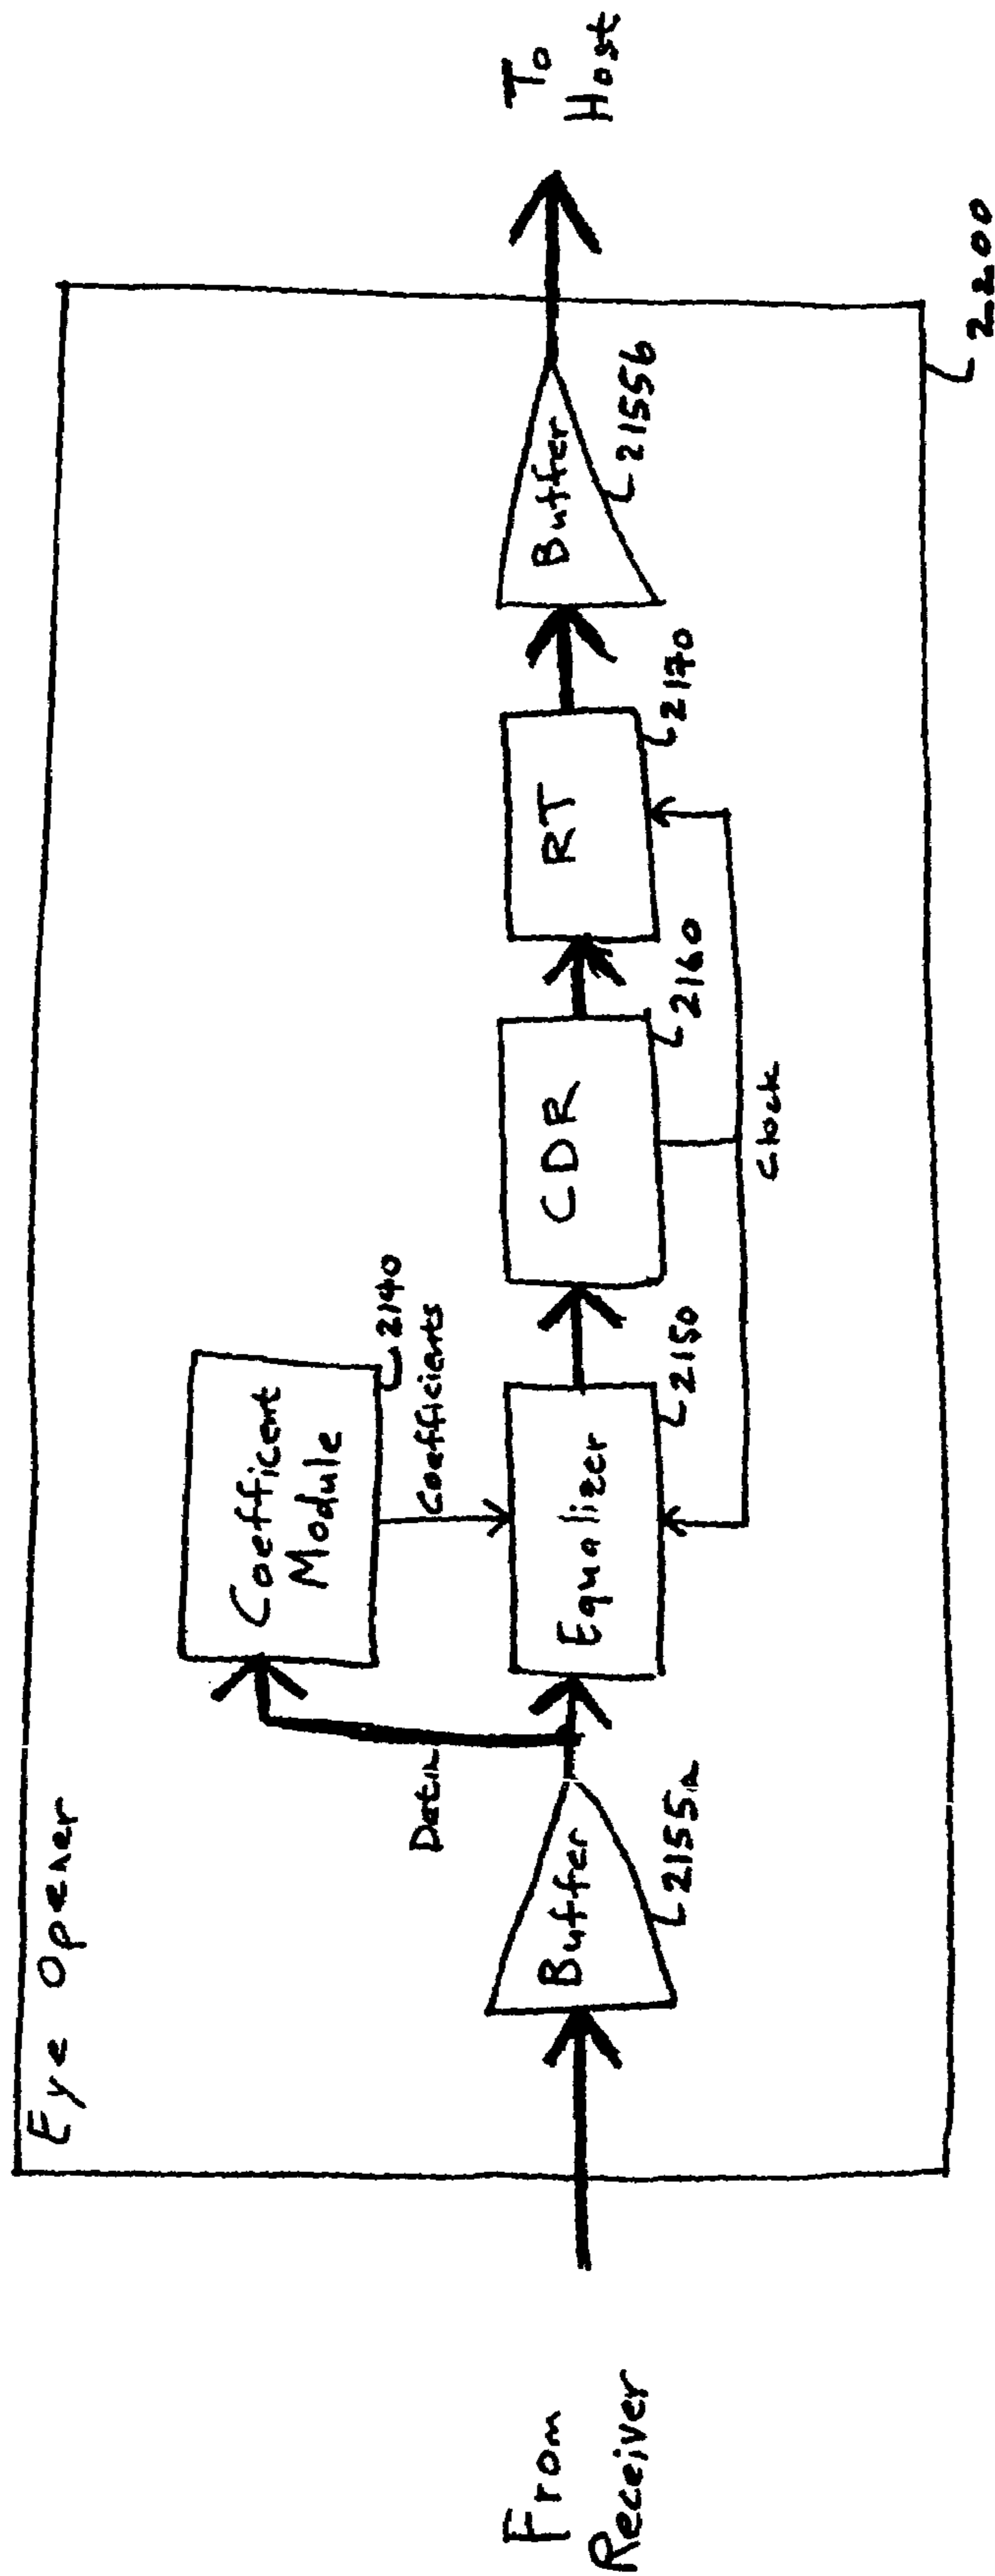 Eye Opener
From
Receiver
Buffer
2155a
Data
Coefficent
Module
2140
Coefficients
Equalizer
2150
CDR
2160
Clock
RT
2170
Buffer
2155b
To
Host
2200